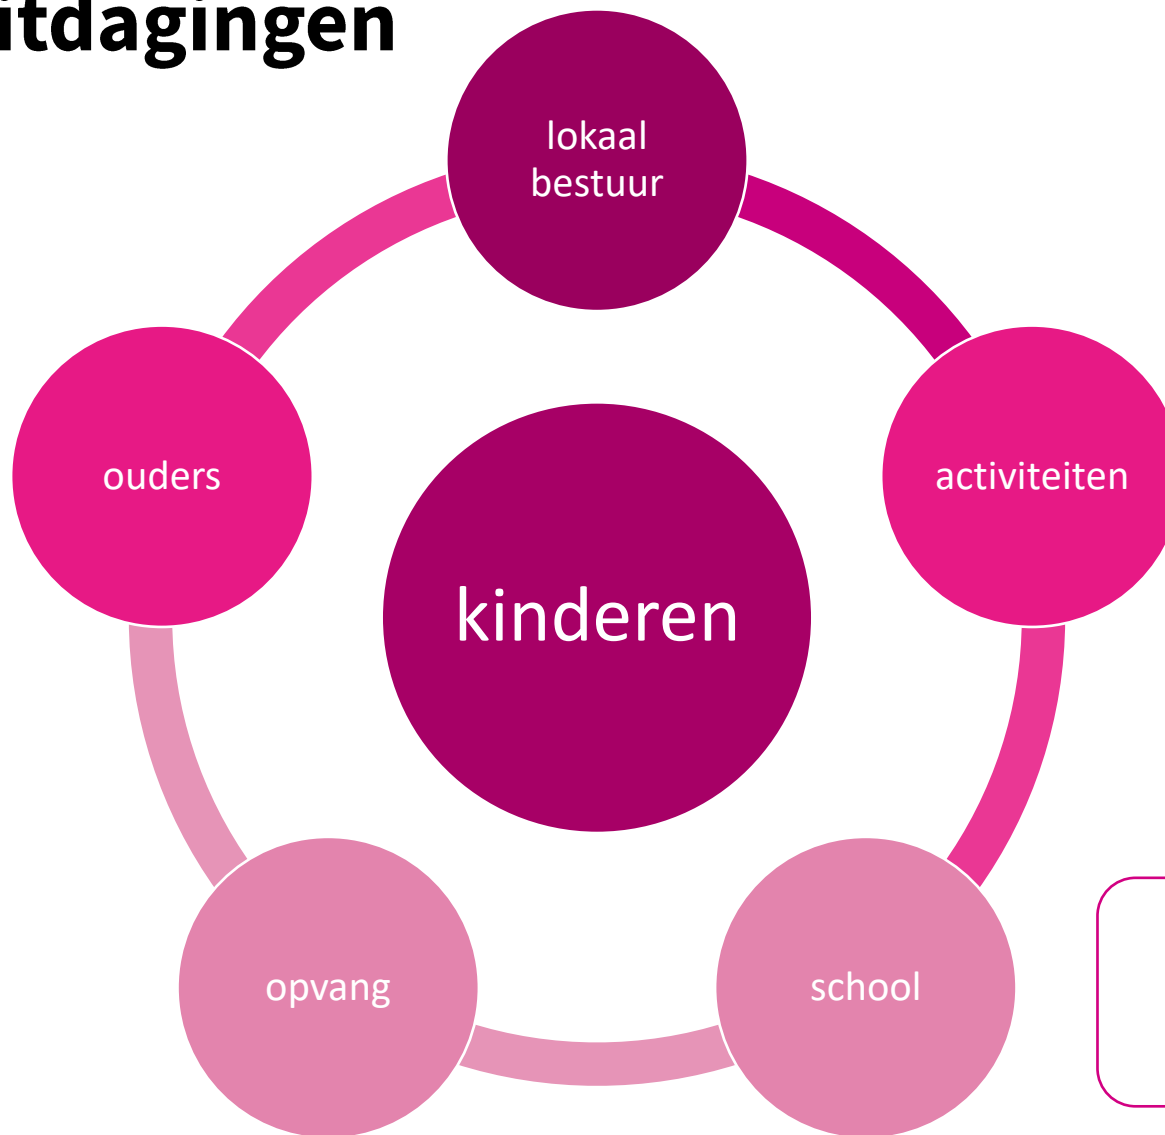 itdagingen
lokaal
bestuur
ouders
activiteiten
kinderen
opvang
school